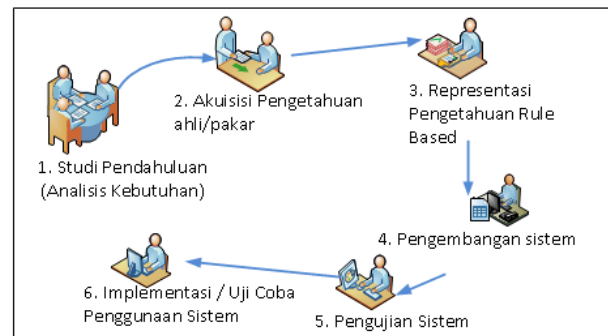 1. Studi Pendahuluan
(Analisis Kebutuhan)
2. Akuisisi Pengetahuan
ahli/pakar
3. Representasi
Pengetahuan Rule
Based
4. Pengembangan sistem
5. Pengujian Sistem
6. Implementasi / Uji Coba
Penggunaan Sistem